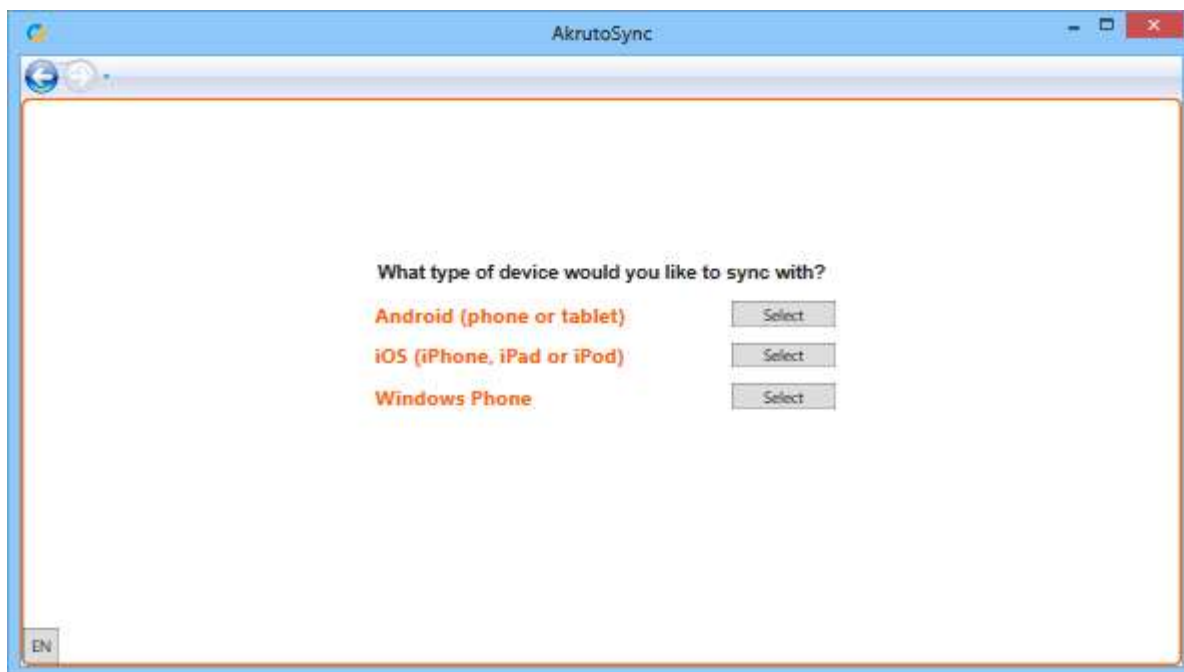 AkrutoSync
What type of device would you like to sync with?
Android (phone or tablet) Select
iOS (iPhone, iPad or iPod) Select
Windows Phone Select
EN